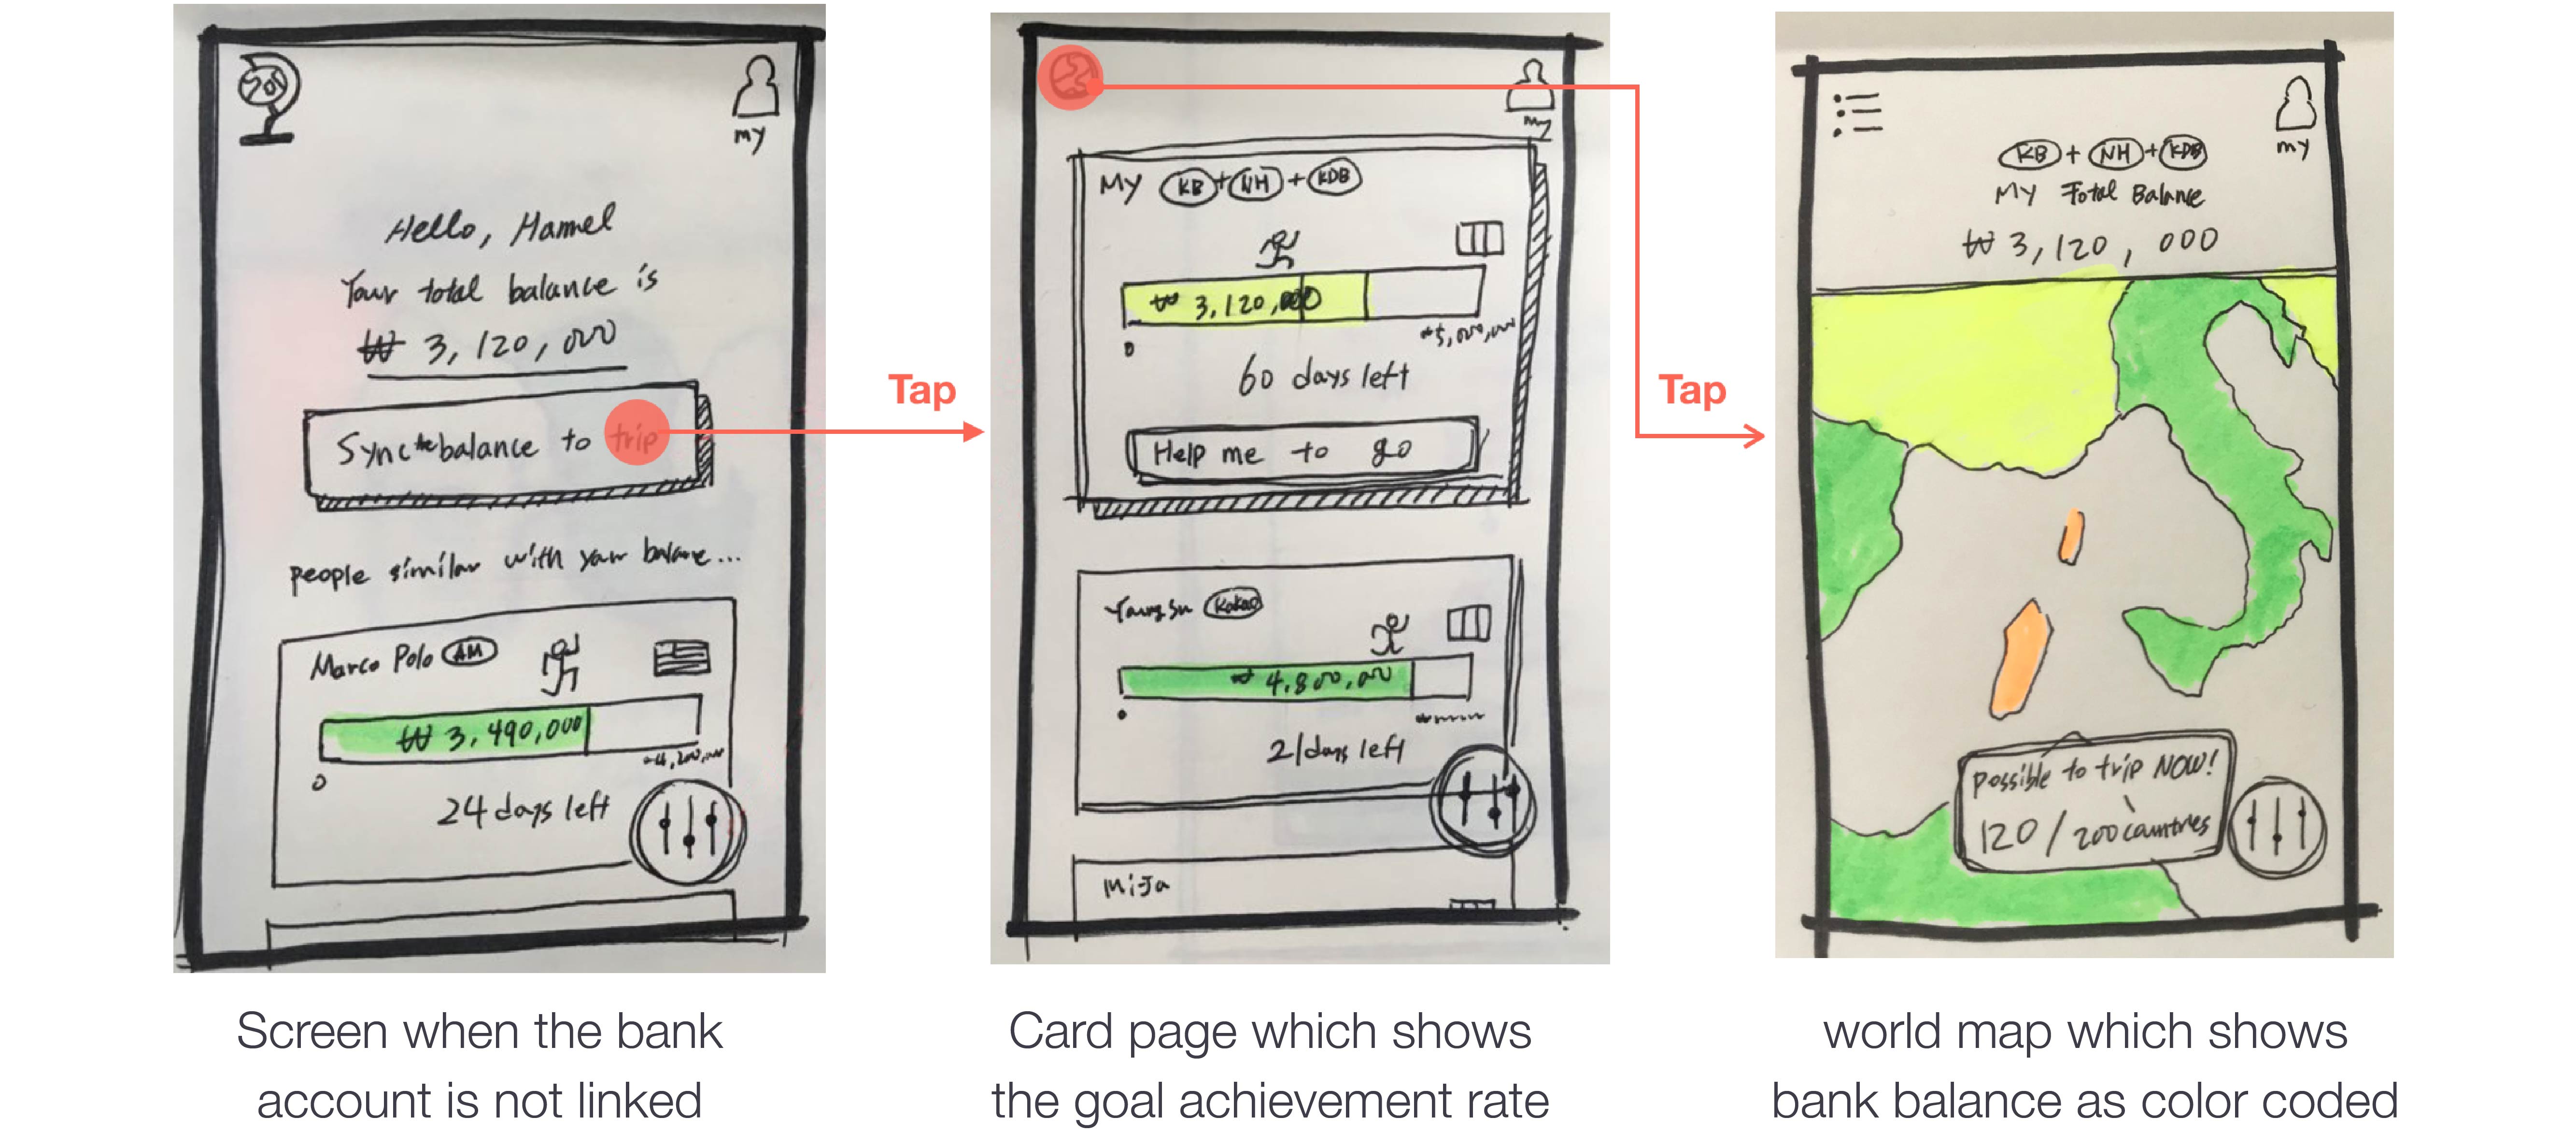 my
Hello, Hamel
Your total balance is
₩ 3,120,000
Sync the balance to trip
people similar with your balane...
Marco Polo AM
₩ 3,490,000
0
24 days left
Screen when the bank
account is not linked
Tap
my
My KB + NH + KDB
₩ 3,120,000
0
₩5,000,000
60 days left
Help me to go
Young Su Kakao
₩ 4,800,000
21 days left
Mi-Ja
Card page which shows
the goal achievement rate
Tap
my
KB + NH + KDB
My Total Balance
₩ 3,120,000
possible to trip NOW!
120 / 200 countries
world map which shows
bank balance as color coded